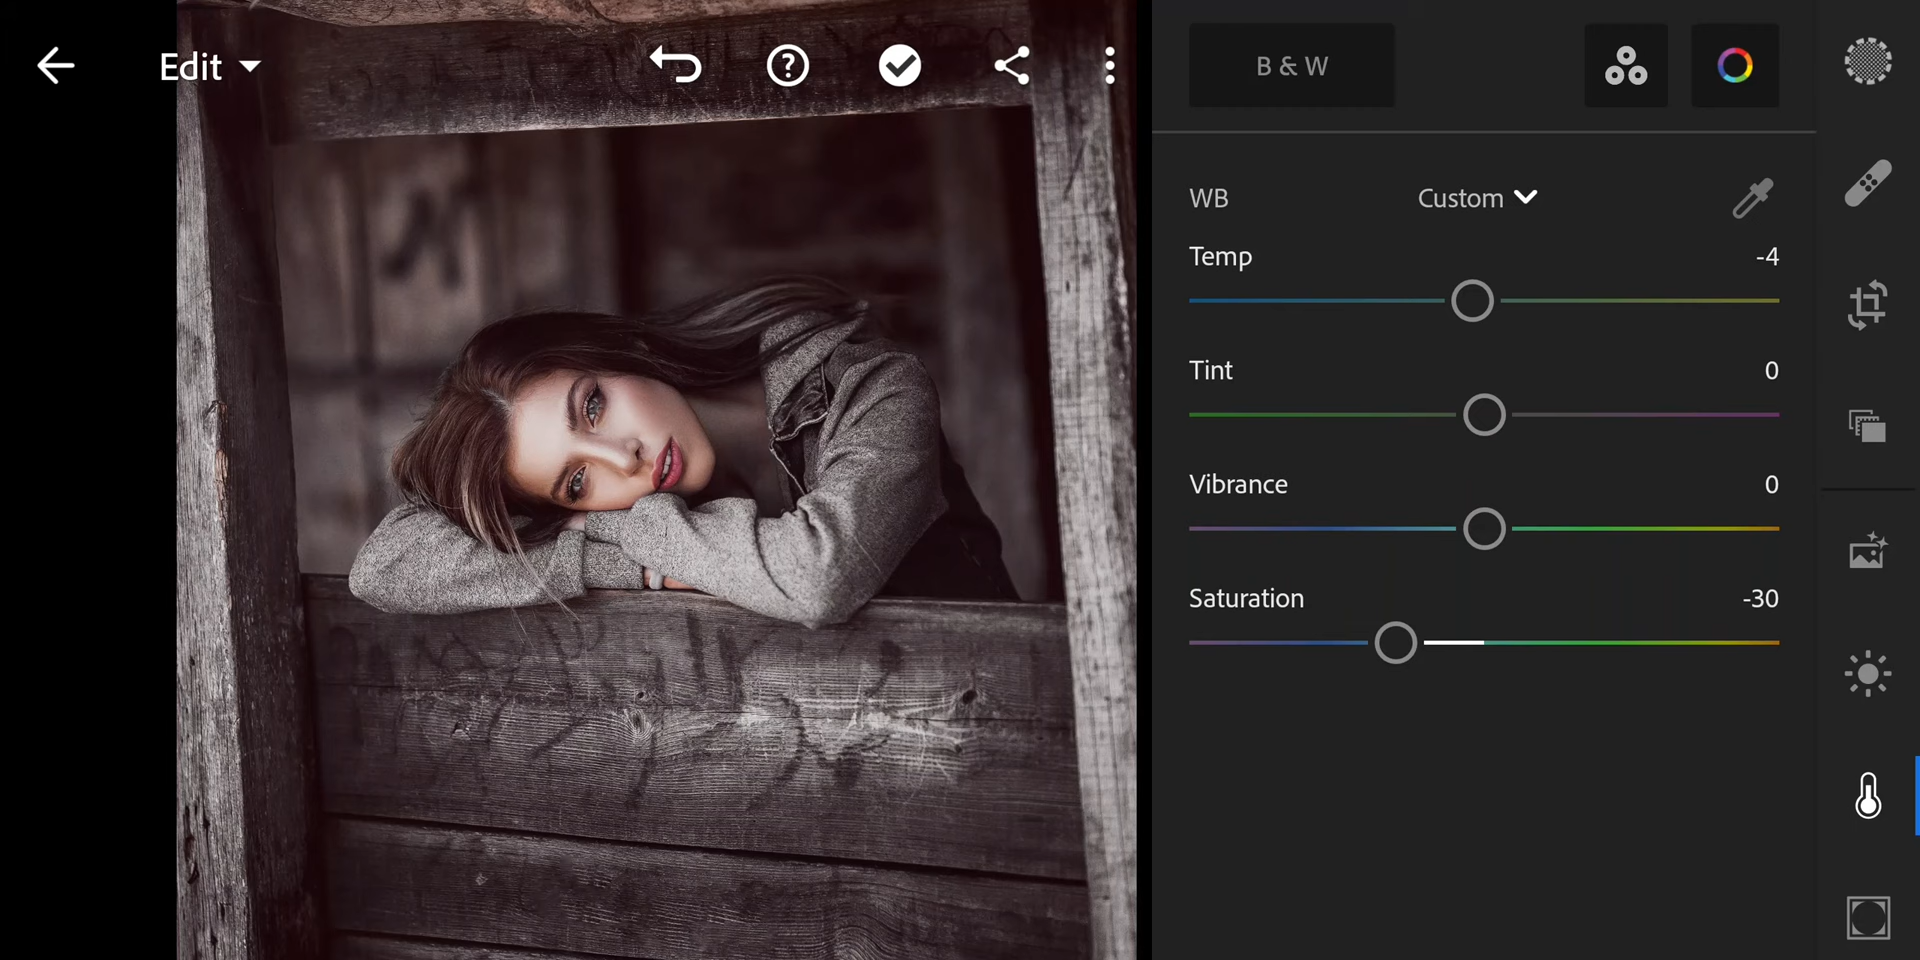 Edit
B & W
WB Custom
Temp -4
Tint 0
Vibrance 0
Saturation -30